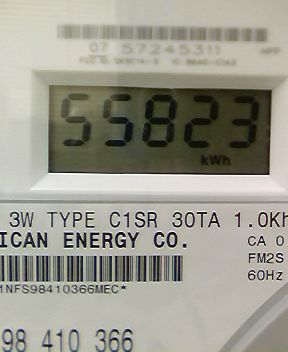 07 57245311
55823
kWh
3W TYPE C1SR 30TA 1.0Kh
ICAN ENERGY CO.
CA 0
FM2S
60Hz
1NFS98410366MEC*
98 410 366